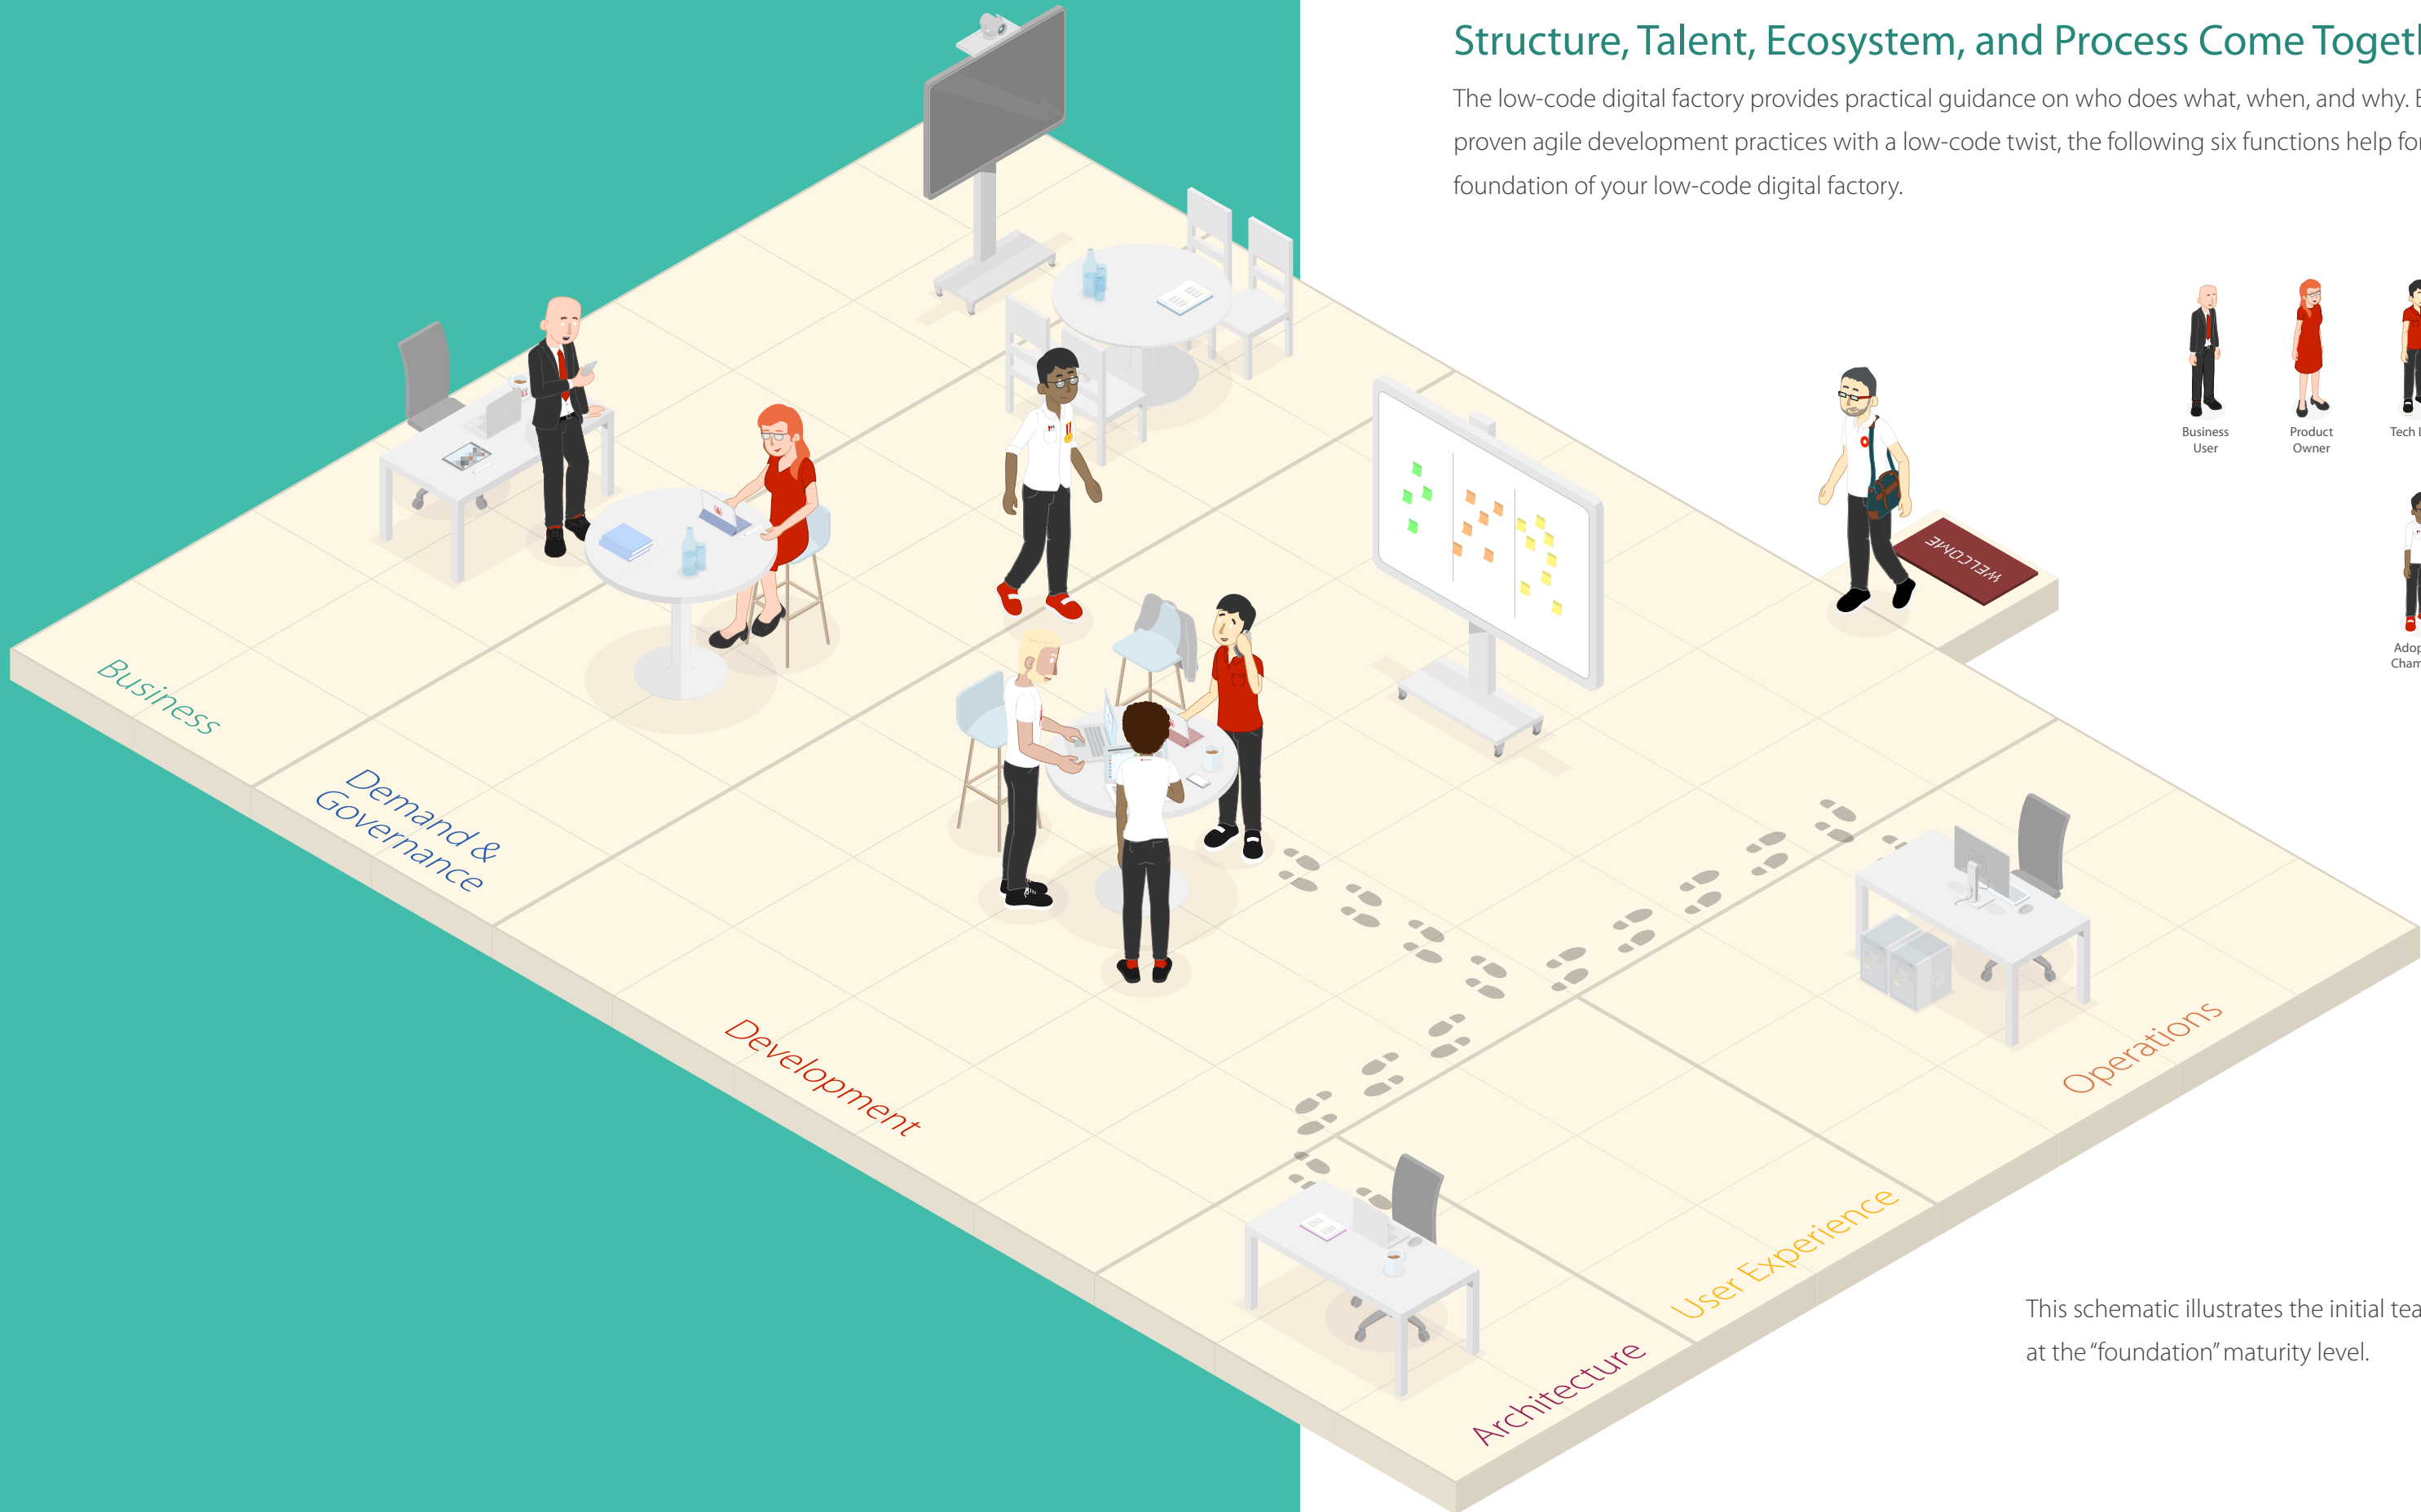 Structure, Talent, Ecosystem, and Process Come
The low-code digital factory provides practical guidance on who does what, when, and why.
proven agile development practices with a low-code twist, the following six functions help
foundation of your low-code digital factory.
Business
User
Product
Owner
Tech
WELCOME
Business
Demand &
Governance
Development
Operations
User Experience
Architecture
This schematic illustrates the initial
at the “foundation” maturity level.